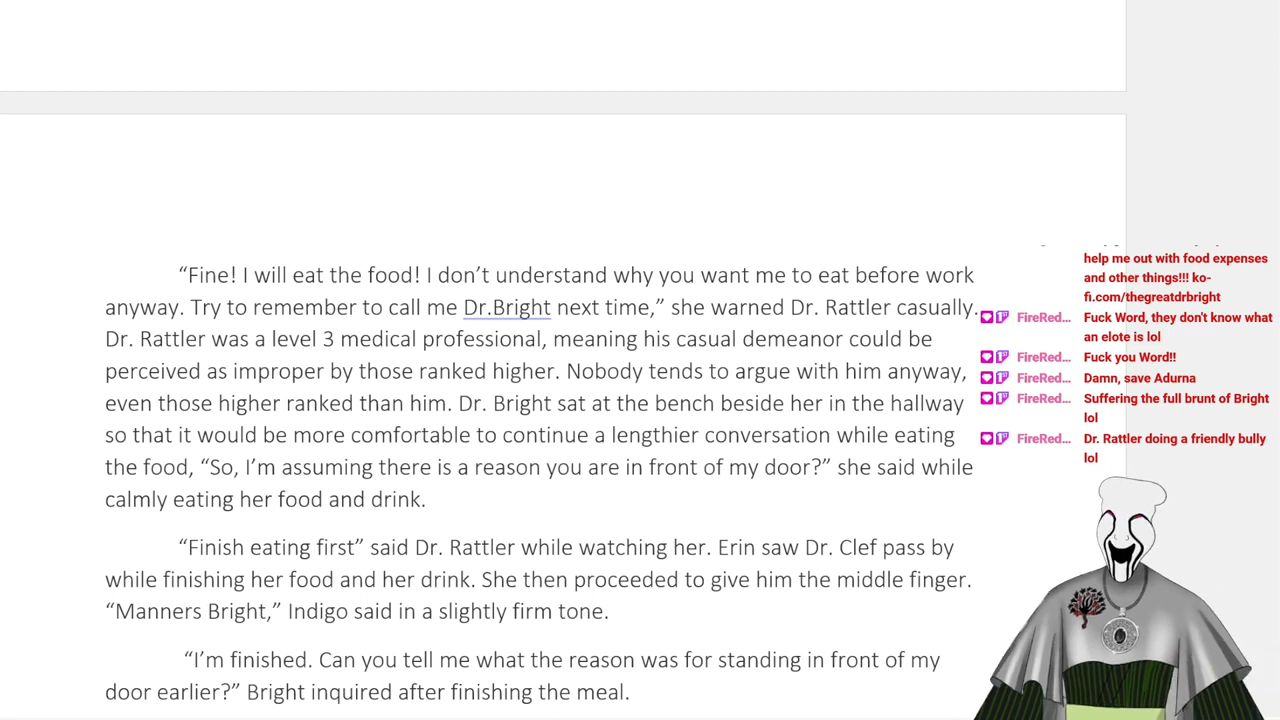 “Fine! I will eat the food! I don’t understand why you want me to eat before work
anyway. Try to remember to call me Dr.Bright next time,” she warned Dr. Rattler casually.
Dr. Rattler was a level 3 medical professional, meaning his casual demeanor could be
perceived as improper by those ranked higher. Nobody tends to argue with him anyway,
even those higher ranked than him. Dr. Bright sat at the bench beside her in the hallway
so that it would be more comfortable to continue a lengthier conversation while eating
the food, “So, I’m assuming there is a reason you are in front of my door?” she said while
calmly eating her food and drink.
“Finish eating first” said Dr. Rattler while watching her. Erin saw Dr. Clef pass by
while finishing her food and her drink. She then proceeded to give him the middle finger.
“Manners Bright,” Indigo said in a slightly firm tone.
“I’m finished. Can you tell me what the reason was for standing in front of my
door earlier?” Bright inquired after finishing the meal.
help me out with food expenses
and other things!!! ko-
fi.com/thegreatdrbright
FireRed... Fuck Word, they don't know what
an elote is lol
FireRed... Fuck you Word!!
FireRed... Damn, save Adurna
FireRed... Suffering the full brunt of Bright
lol
FireRed... Dr. Rattler doing a friendly bully
lol